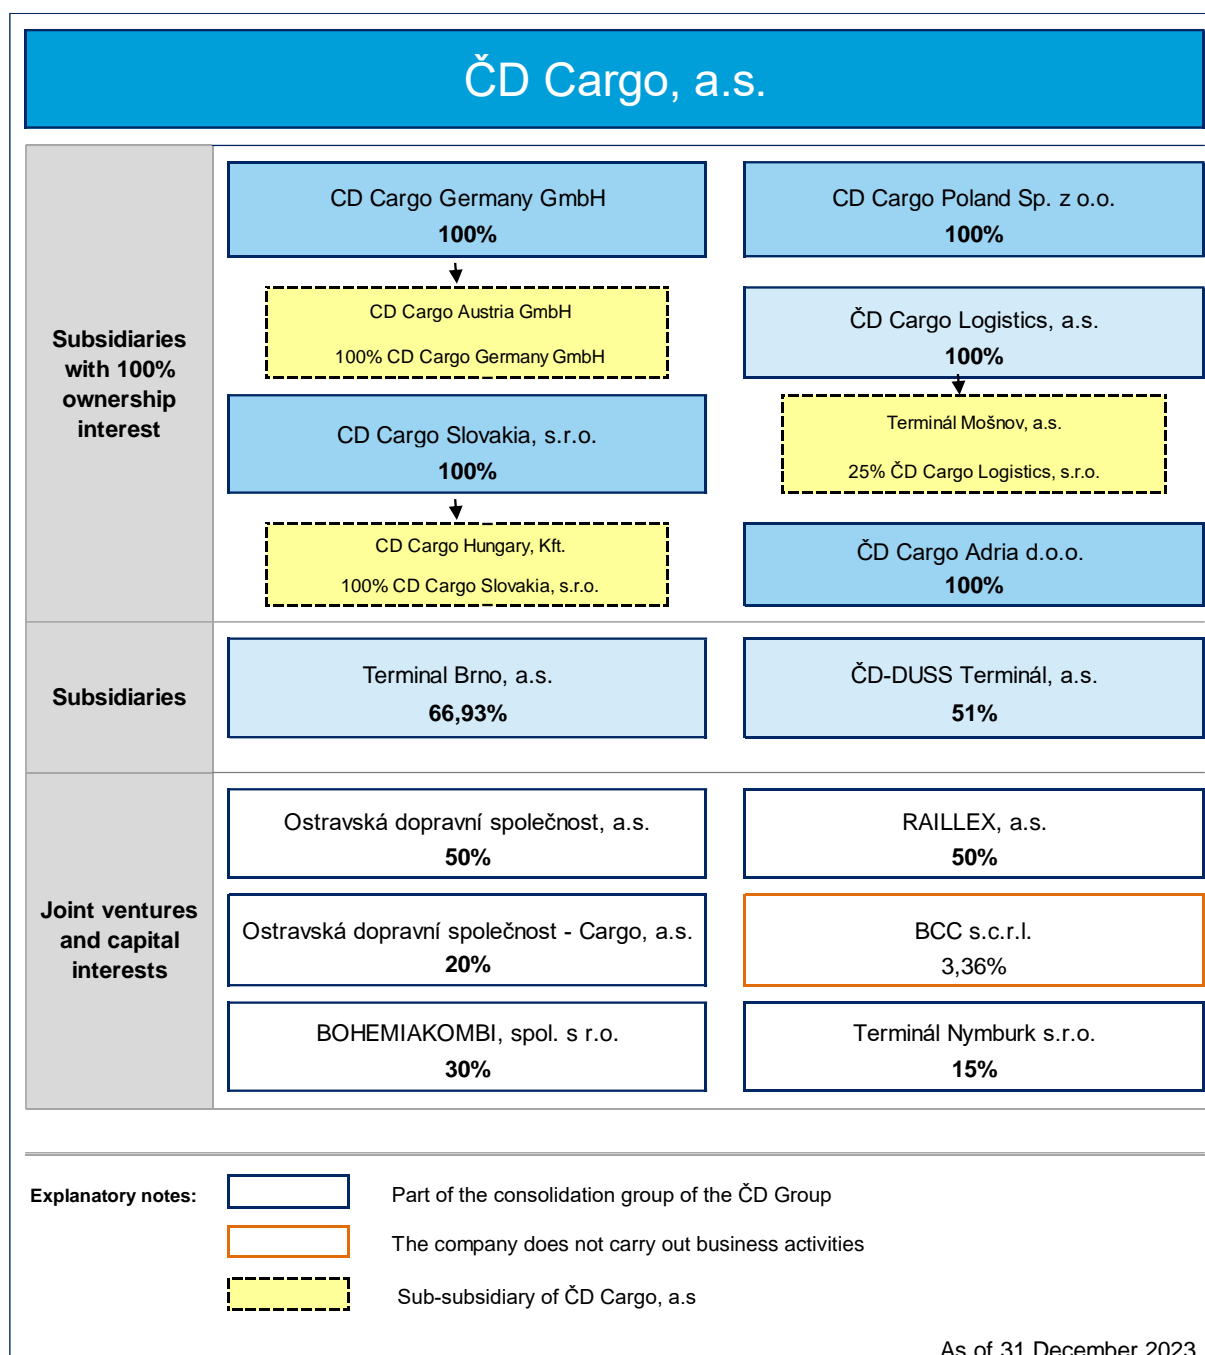 ČD Cargo, a.s.
Subsidiaries
with 100%
ownership
interest
CD Cargo Germany GmbH
100%
CD Cargo Poland Sp. z o.o.
100%
CD Cargo Austria GmbH
100% CD Cargo Germany GmbH
ČD Cargo Logistics, a.s.
100%
CD Cargo Slovakia, s.r.o.
100%
Terminál Mošnov, a.s.
25% ČD Cargo Logistics, s.r.o.
CD Cargo Hungary, Kft.
100% CD Cargo Slovakia, s.r.o.
ČD Cargo Adria d.o.o.
100%
Subsidiaries
Terminal Brno, a.s.
66,93%
ČD-DUSS Terminál, a.s.
51%
Joint ventures
and capital
interests
Ostravská dopravní společnost, a.s.
50%
RAILLEX, a.s.
50%
Ostravská dopravní společnost - Cargo, a.s.
20%
BCC s.c.r.l.
3,36%
BOHEMIAKOMBI, spol. s r.o.
30%
Terminál Nymburk s.r.o.
15%
Explanatory notes:
Part of the consolidation group of the ČD Group
The company does not carry out business activities
Sub-subsidiary of ČD Cargo, a.s
As of 31 December 2023